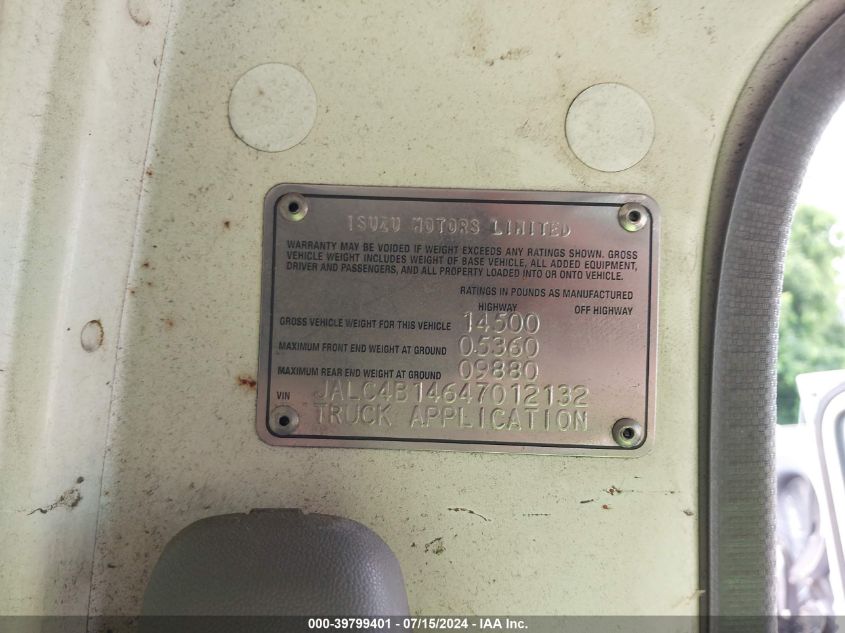 ISUZU MOTORS LIMITED
WARRANTY MAY BE VOIDED IF WEIGHT EXCEEDS ANY RATINGS SHOWN. GROSS
VEHICLE WEIGHT INCLUDES WEIGHT OF BASE VEHICLE, ALL ADDED EQUIPMENT,
DRIVER AND PASSENGERS, AND ALL PROPERTY LOADED INTO OR ONTO VEHICLE.
RATINGS IN POUNDS AS MANUFACTURED
HIGHWAY OFF HIGHWAY
GROSS VEHICLE WEIGHT FOR THIS VEHICLE 14500
MAXIMUM FRONT END WEIGHT AT GROUND 05360
MAXIMUM REAR END WEIGHT AT GROUND 09880
VIN JALC4B14647012132
TRUCK APPLICATION
000-39799401 - 07/15/2024 - IAA Inc.